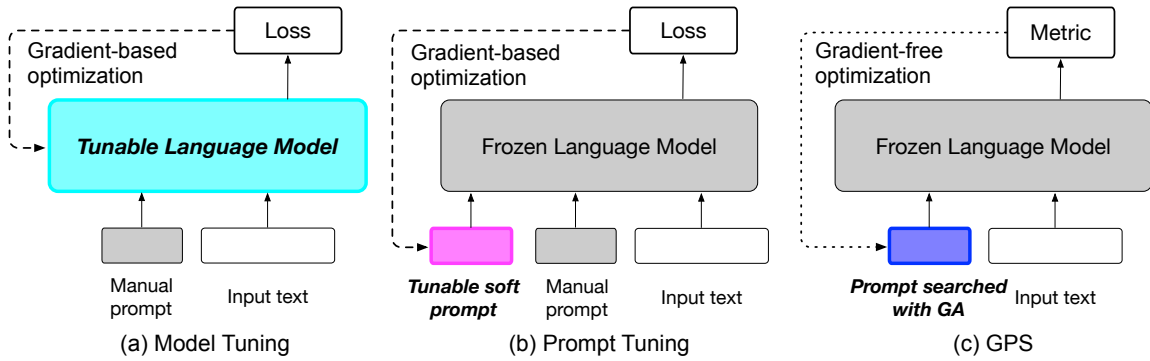 Loss
Gradient-based
optimization
Tunable Language Model
Manual
prompt
Input text
(a) Model Tuning
Loss
Gradient-based
optimization
Frozen Language Model
Tunable soft
prompt
Manual
prompt
Input text
(b) Prompt Tuning
Metric
Gradient-free
optimization
Frozen Language Model
Prompt searched
with GA
Input text
(c) GPS